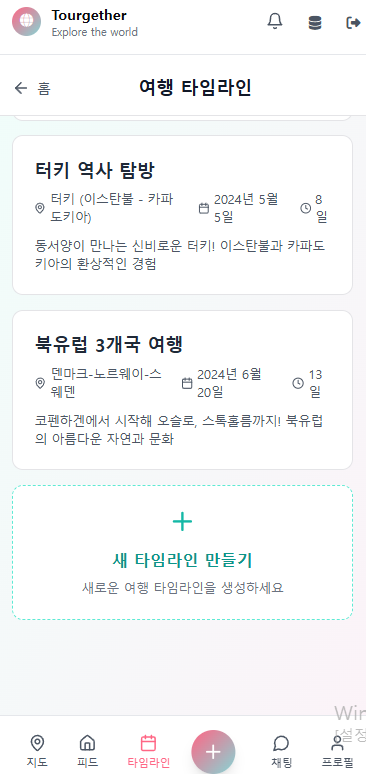 Tourgether
Explore the world
홈
여행 타임라인
터키 역사 탐방
터키 (이스탄불 - 카파
도키아)
2024년 5월
5일
8
일
동서양이 만나는 신비로운 터키! 이스탄불과 카파도
키아의 환상적인 경험
북유럽 3개국 여행
덴마크-노르웨이-스
웨덴
2024년 6월
20일
13
일
코펜하겐에서 시작해 오슬로, 스톡홀름까지! 북유럽
의 아름다운 자연과 문화
새 타임라인 만들기
새로운 여행 타임라인을 생성하세요
Win
[설정
지도
피드
타임라인
채팅
프로필